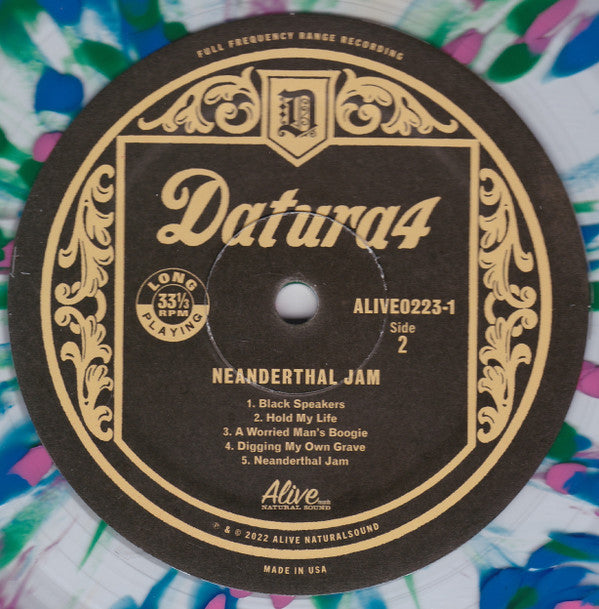 FULL FREQUENCY RANGE RECORDING
D
Datura4
LONG
33⅓
RPM
PLAYING
ALIVE0223-1
Side
2
NEANDERTHAL JAM
1. Black Speakers
2. Hold My Life
3. A Worried Man's Boogie
4. Digging My Own Grave
5. Neanderthal Jam
Alive
NATURAL SOUND
℗ & © 2022 ALIVE NATURALSOUND
MADE IN USA